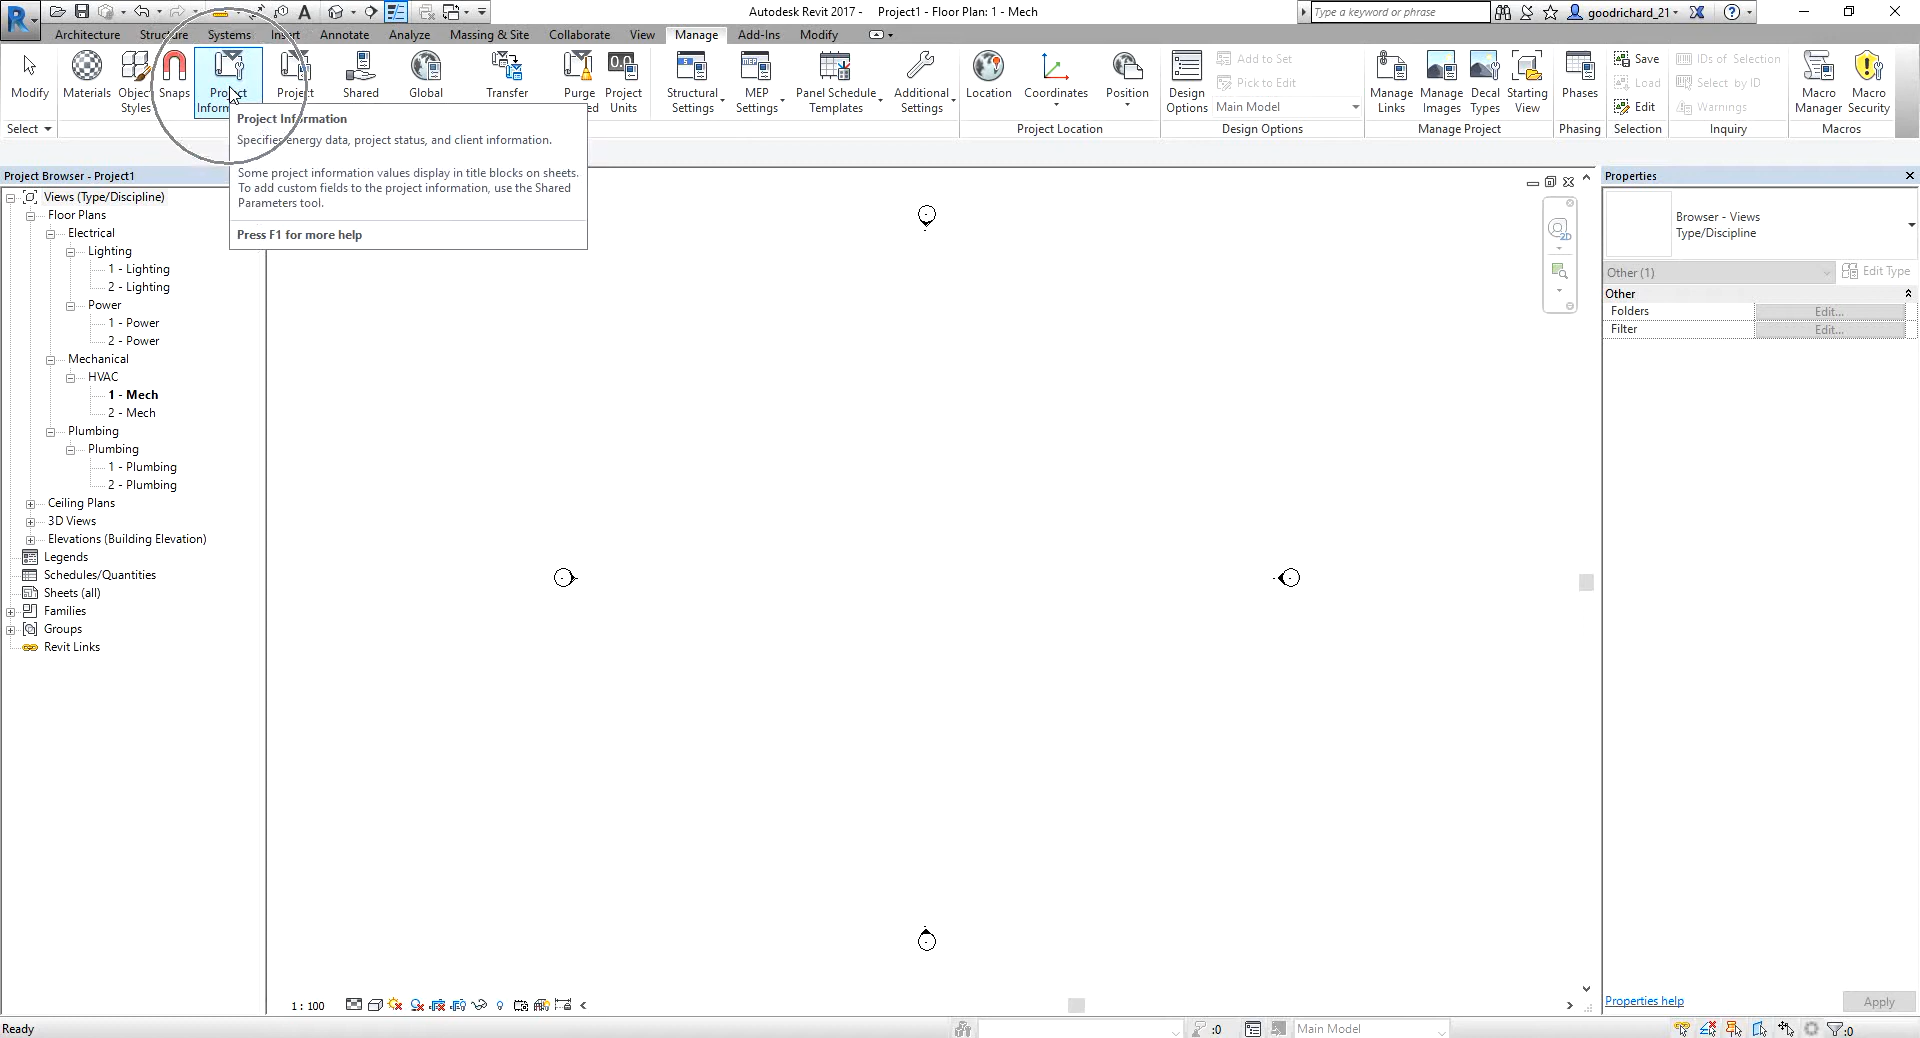 Autodesk Revit 2017 - Project1 - Floor Plan: 1 - Mech
Type a keyword or phrase
goodrichard_21
Architecture Structure Systems Insert Annotate Analyze Massing & Site Collaborate View Manage Add-Ins Modify
Modify
Select
Materials
Object
Styles
Snaps
Project
Inform
Project
Shared
Global
Transfer
Purge
ed
Project
Units
Structural
Settings
MEP
Settings
Panel Schedule
Templates
Additional
Settings
Location
Coordinates
Position
Project Location
Design
Options
Add to Set
Pick to Edit
Main Model
Design Options
Manage
Links
Manage
Images
Decal
Types
Starting
View
Manage Project
Phases
Phasing
Save
Load
Edit
Selection
IDs of Selection
Select by ID
Warnings
Inquiry
Macro
Manager
Macro
Security
Macros
Project Information
Specifies energy data, project status, and client information.
Some project information values display in title blocks on sheets.
To add custom fields to the project information, use the Shared
Parameters tool.
Press F1 for more help
Project Browser - Project1
Views (Type/Discipline)
Floor Plans
Electrical
Lighting
1 - Lighting
2 - Lighting
Power
1 - Power
2 - Power
Mechanical
HVAC
1 - Mech
2 - Mech
Plumbing
Plumbing
1 - Plumbing
2 - Plumbing
Ceiling Plans
3D Views
Elevations (Building Elevation)
Legends
Schedules/Quantities
Sheets (all)
Families
Groups
Revit Links
2D
Properties
Browser - Views
Type/Discipline
Other (1)
Edit Type
Other
Folders Edit...
Filter Edit...
Properties help
Apply
1 : 100
Ready
:0
Main Model
:0